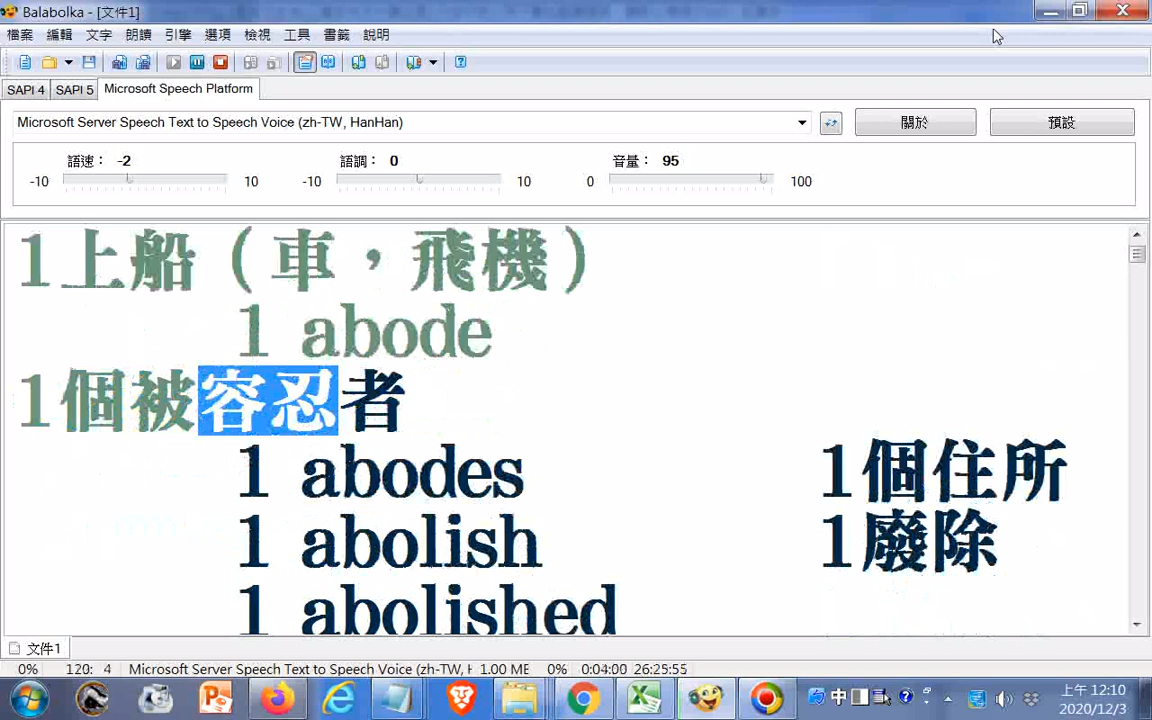 Balabolka - [文件1]
檔案 編輯 文字 朗讀 引擎 選項 檢視 工具 書籤 說明
SAPI 4 SAPI 5 Microsoft Speech Platform
Microsoft Server Speech Text to Speech Voice (zh-TW, HanHan) 關於 預設
語速： -2 語調： 0 音量： 95
-10 10 -10 10 0 100
1上船（車，飛機）
1 abode
1個被容忍者
1 abodes 1個住所
1 abolish 1廢除
1 abolished
文件1
0% 120: 4 Microsoft Server Speech Text to Speech Voice (zh-TW, H 1.00 ME 0% 0:04:00 26:25:55
中 上午 12:10
2020/12/3